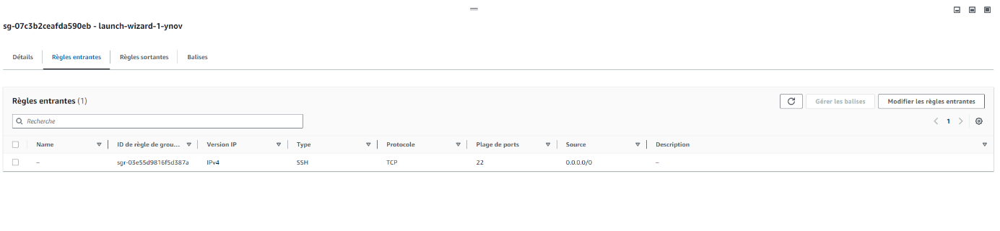 sg-07c3b2ceafda590eb - launch-wizard-1-ynov
Détails Règles entrantes Règles sortantes Balises
Règles entrantes (1) Gérer les balises Modifier les règles entrantes
Recherche 1
Name ID de règle de grou... Version IP Type Protocole Plage de ports Source Description
– sgr-03e55d9816f5d387a IPv4 SSH TCP 22 0.0.0.0/0 –